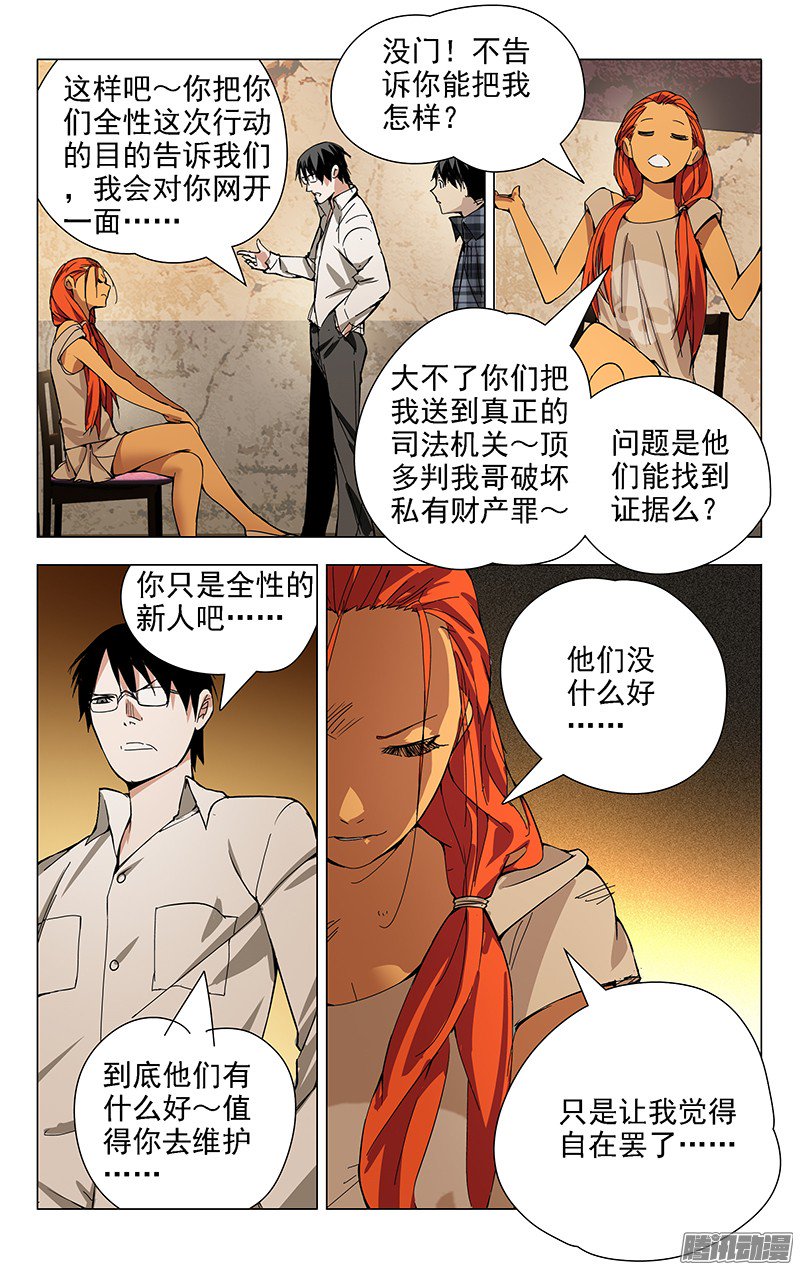 这样吧～你把你
们全性这次行动
的目的告诉我们
，我会对你网开
一面……
没门！不告
诉你能把我
怎样？
大不了你们把
我送到真正的
司法机关～顶
多判我哥破坏
私有财产罪～
问题是他
们能找到
证据么？
你只是全性的
新人吧……
到底他们有
什么好～值
得你去维护
……
他们没
什么好
……
只是让我觉得
自在罢了……
腾讯动漫